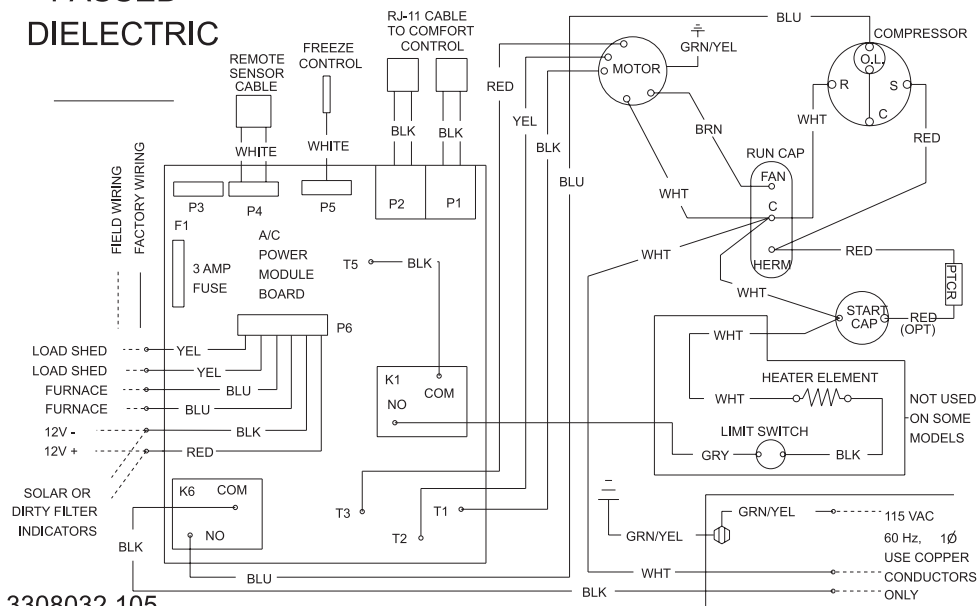 PASSED
DIELECTRIC
REMOTE
SENSOR
CABLE
FREEZE
CONTROL
RJ-11 CABLE
TO COMFORT
CONTROL
BLU
GRN/YEL
COMPRESSOR
MOTOR
O.L.
R
S
C
RED
YEL
BLK
BLU
BLK
BLK
WHITE
WHITE
BRN
WHT
RED
RUN CAP
FAN
C
HERM
WHT
WHT
RED
PTCR
WHT
START
CAP
RED
(OPT)
FIELD WIRING
FACTORY WIRING
P3
P4
P5
P2
P1
F1
3 AMP
FUSE
A/C
POWER
MODULE
BOARD
T5
BLK
P6
LOAD SHED
YEL
LOAD SHED
YEL
FURNACE
BLU
FURNACE
BLU
12V -
BLK
12V +
RED
SOLAR OR
DIRTY FILTER
INDICATORS
K1
COM
NO
WHT
HEATER ELEMENT
WHT
LIMIT SWITCH
GRY
BLK
NOT USED
ON SOME
MODELS
K6
COM
NO
T3
T2
T1
BLK
BLU
GRN/YEL
GRN/YEL
WHT
BLK
115 VAC
60 Hz, 1Ø
USE COPPER
CONDUCTORS
ONLY
3308032.105